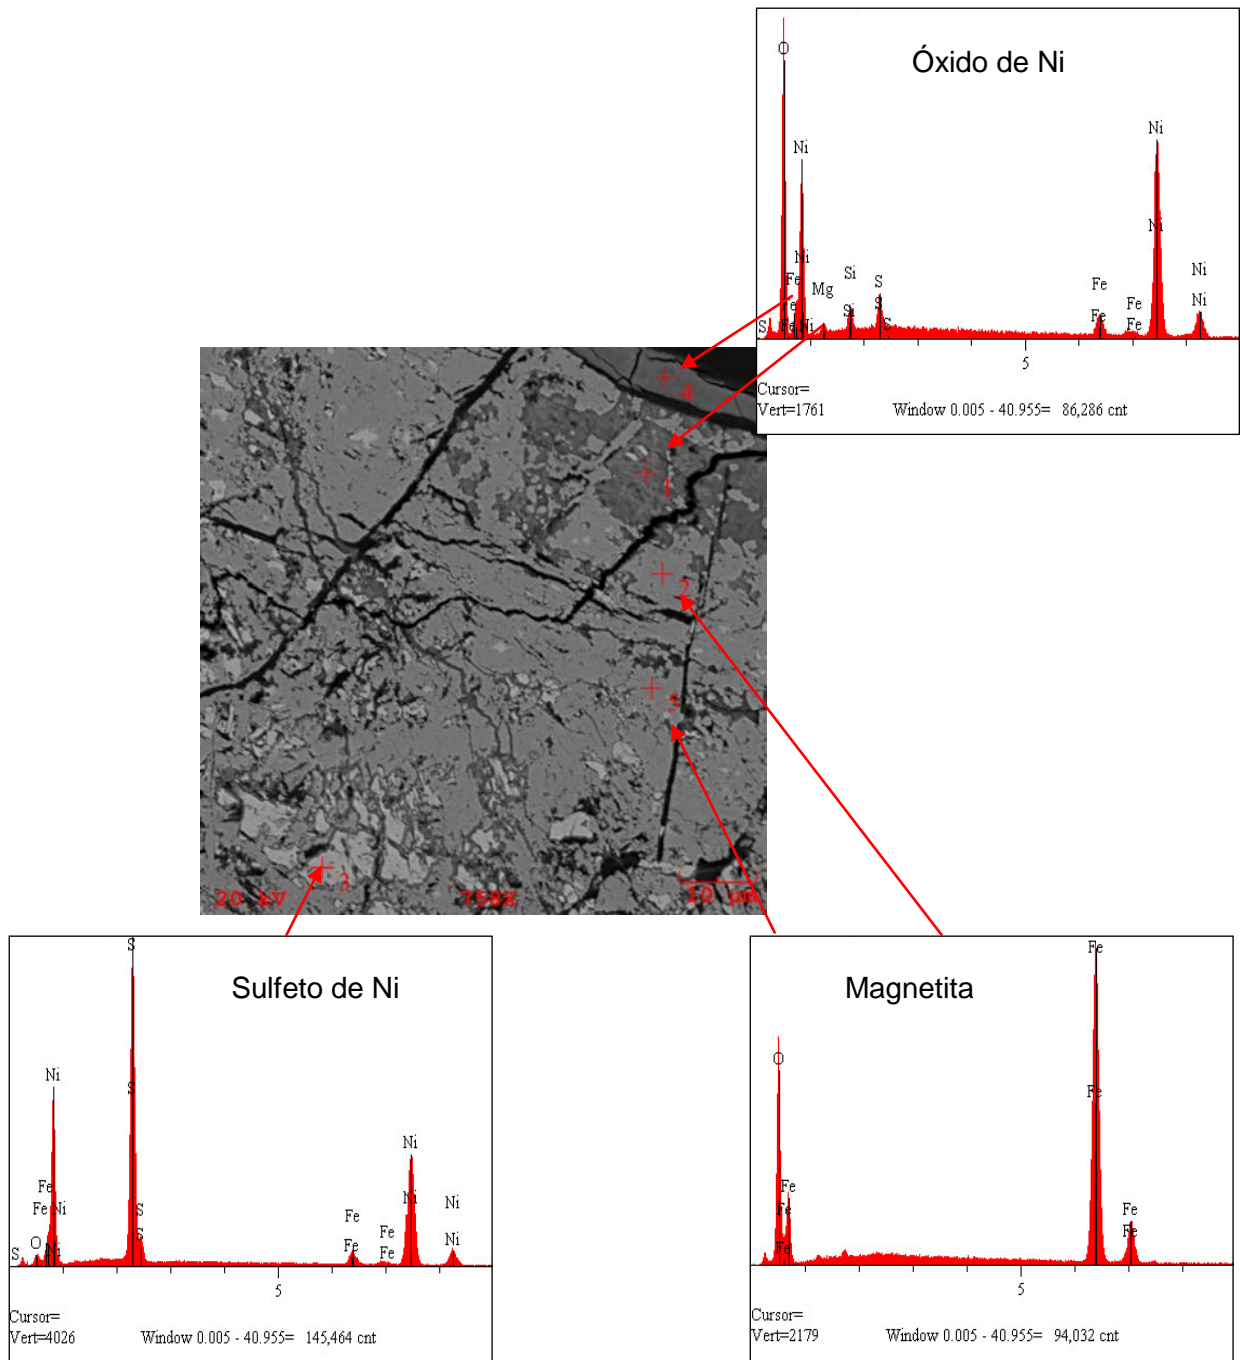 Óxido de Ni
O
Ni
Ni
Fe
Fe
Fe
Ni
S
Mg
Si
Si
S
S
S
Fe
Fe
Fe
Fe
Ni
Ni
Ni
Ni
5
Cursor=
Vert=1761 Window 0.005 - 40.955= 86,286 cnt
4
1
2
5
3
20 kV 750X 10 µm
Sulfeto de Ni
S
S
S
S
Ni
Fe
Fe
Ni
O
Ni
S
Fe
Fe
Fe
Fe
Ni
Ni
Ni
Ni
5
Cursor=
Vert=4026 Window 0.005 - 40.955= 145,464 cnt
Magnetita
O
Fe
Fe
Fe
Fe
Fe
Fe
Fe
5
Cursor=
Vert=2179 Window 0.005 - 40.955= 94,032 cnt